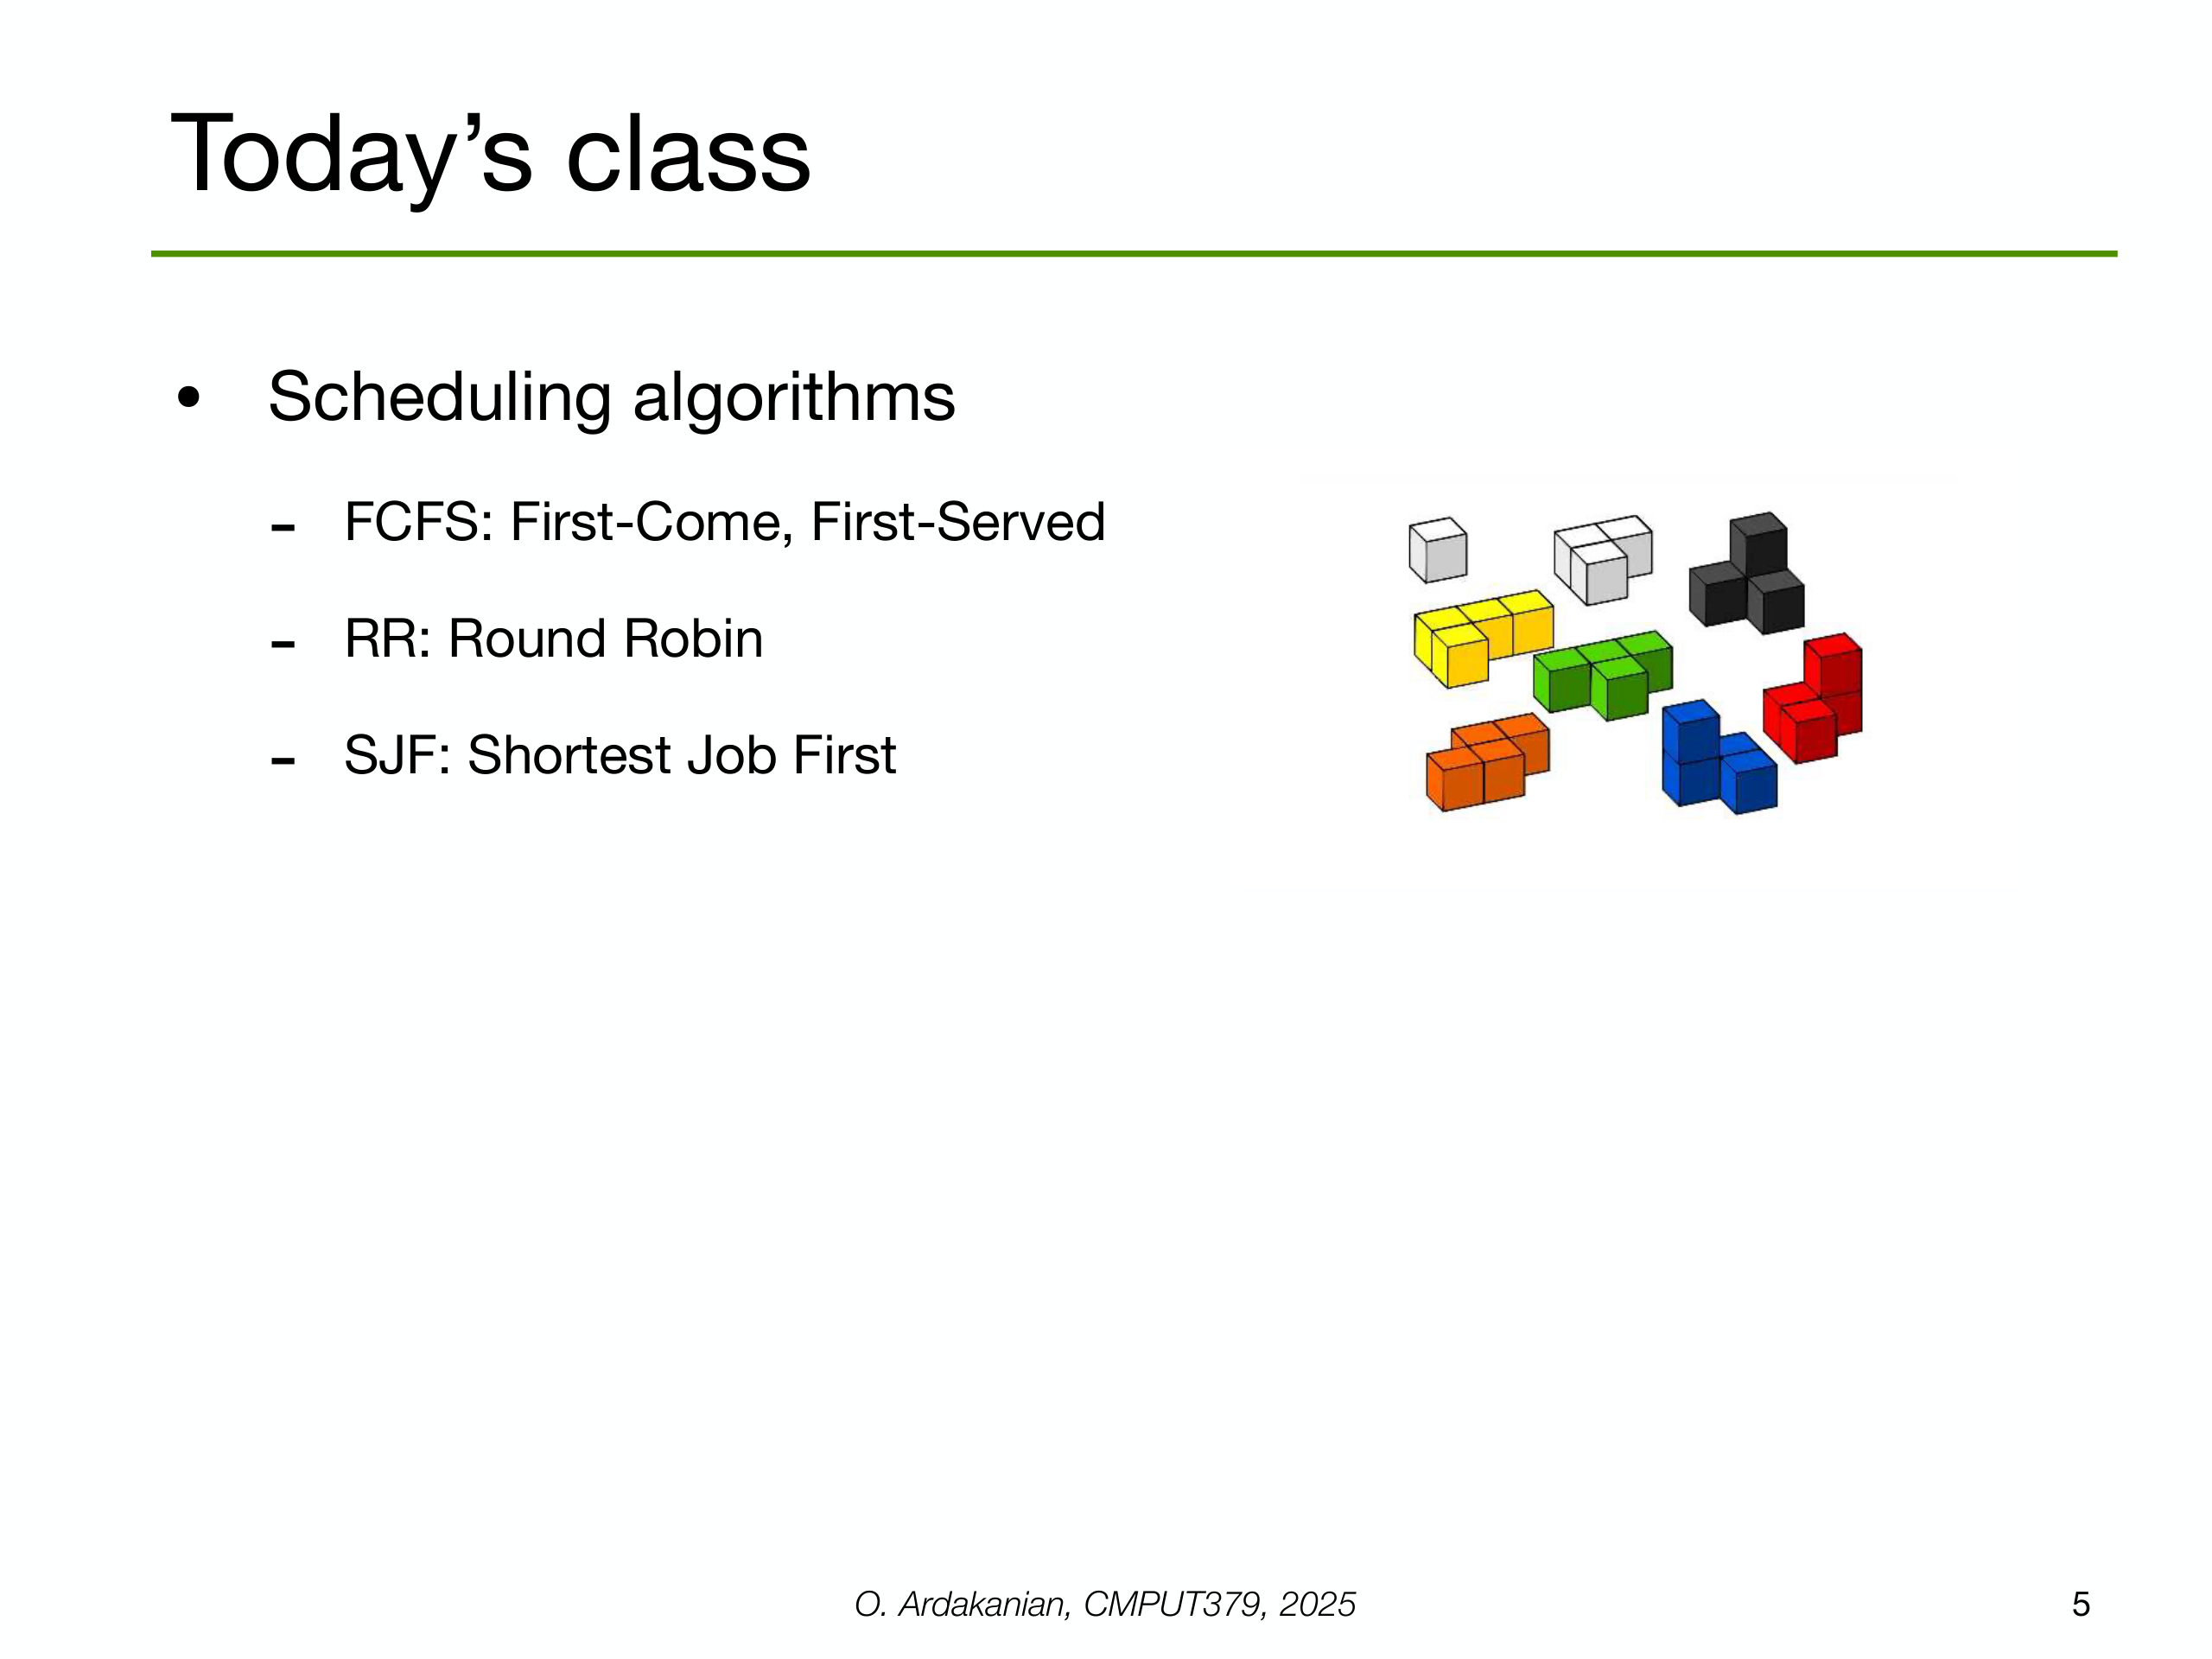 Today’s class
• Scheduling algorithms
- FCFS: First-Come, First-Served
- RR: Round Robin
- SJF: Shortest Job First
O. Ardakanian, CMPUT379, 2025
5